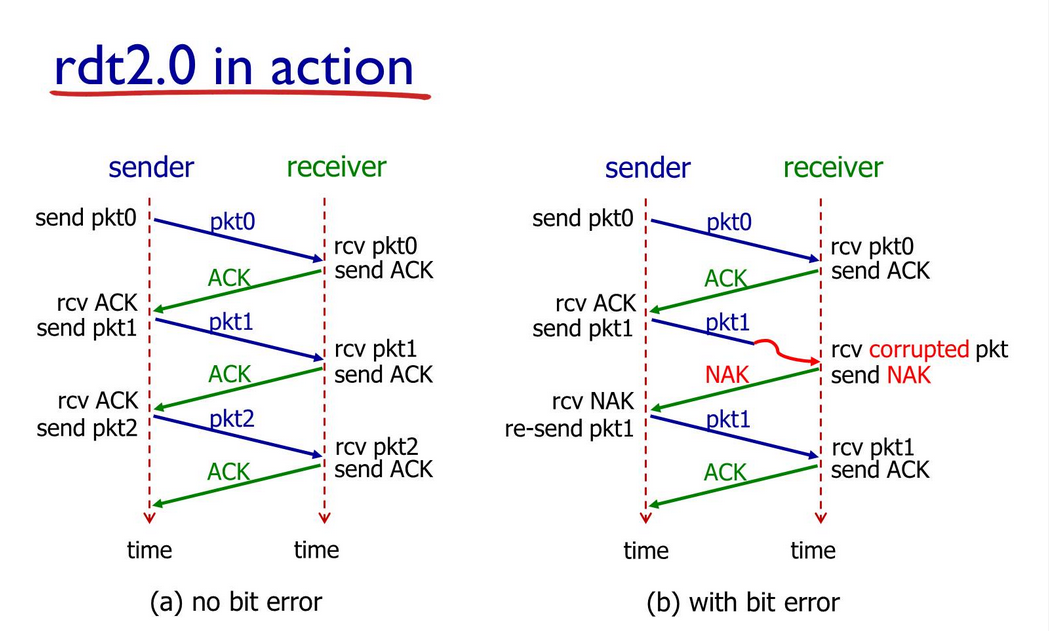 rdt2.0 in action
sender
receiver
send pkt0
pkt0
rcv pkt0
send ACK
ACK
rcv ACK
send pkt1
pkt1
rcv pkt1
send ACK
ACK
rcv ACK
send pkt2
pkt2
rcv pkt2
send ACK
ACK
time
time
(a) no bit error
sender
receiver
send pkt0
pkt0
rcv pkt0
send ACK
ACK
rcv ACK
send pkt1
pkt1
rcv corrupted pkt
send NAK
NAK
rcv NAK
re-send pkt1
pkt1
rcv pkt1
send ACK
ACK
time
time
(b) with bit error